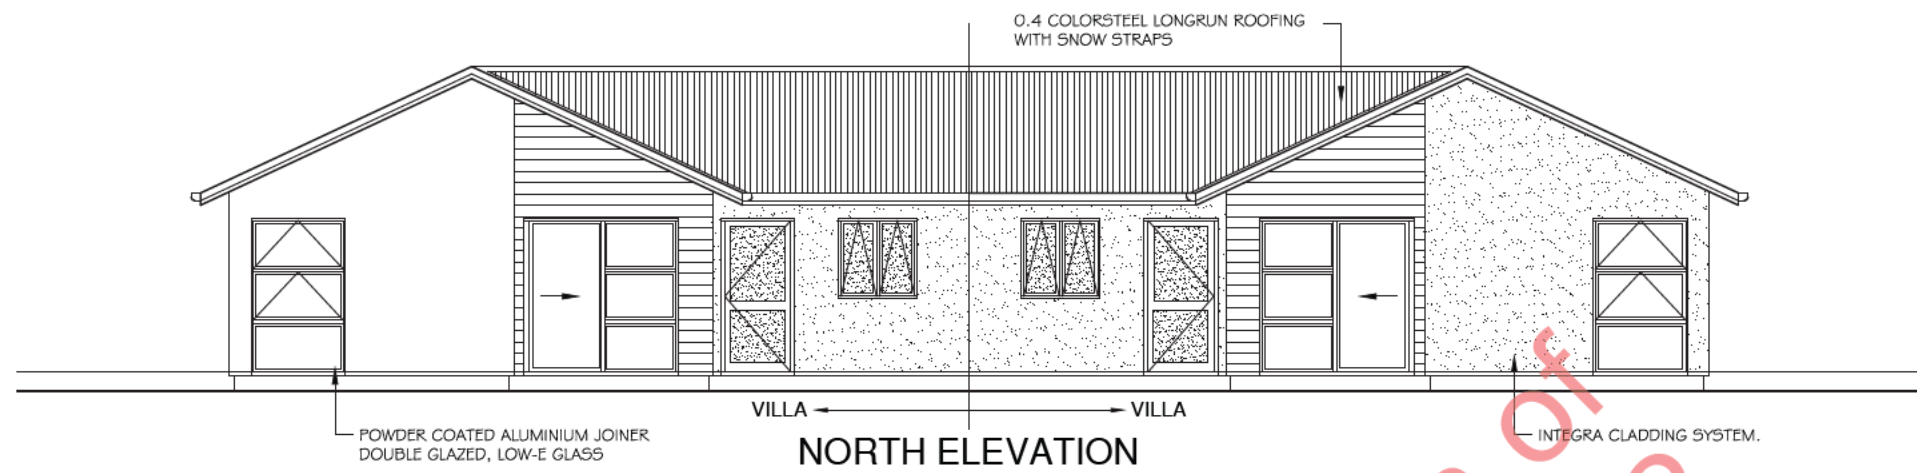 0.4 COLORSTEEL LONGRUN ROOFING
WITH SNOW STRAPS
VILLA VILLA
POWDER COATED ALUMINIUM JOINER
DOUBLE GLAZED, LOW-E GLASS
NORTH ELEVATION
INTEGRA CLADDING SYSTEM.
of